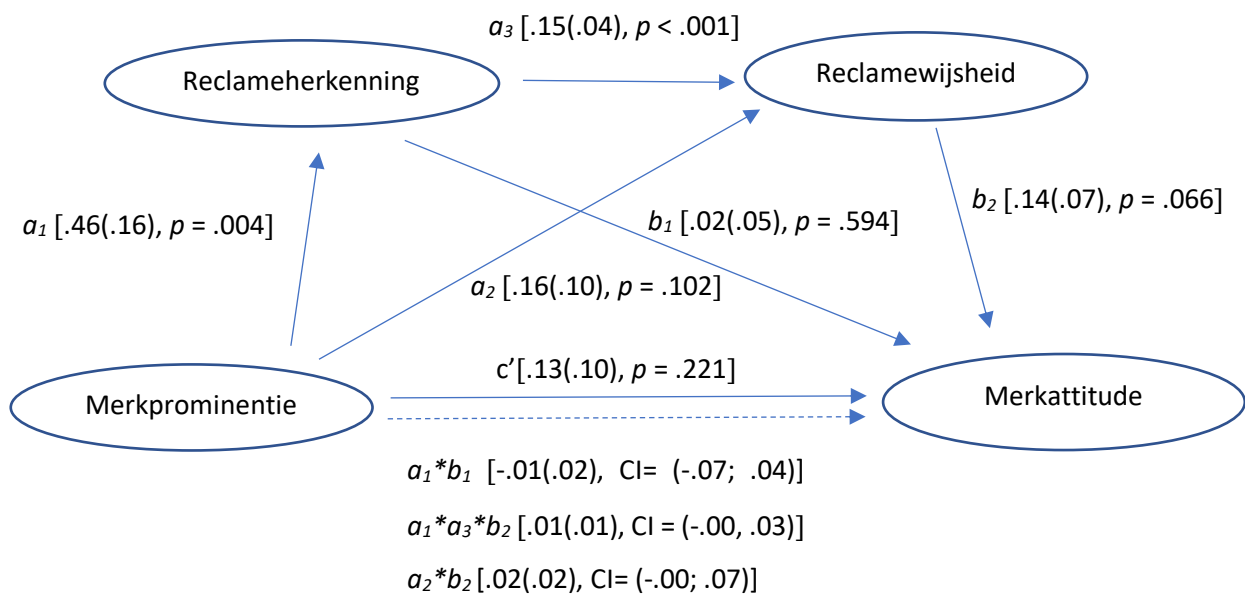 a₃ [.15(.04), p < .001]
Reclameherkenning
Reclamewijsheid
a₁ [.46(.16), p = .004]
b₁ [.02(.05), p = .594]
b₂ [.14(.07), p = .066]
a₂ [.16(.10), p = .102]
c’[.13(.10), p = .221]
Merkprominentie
Merkattitude
a₁*b₁ [-.01(.02), CI= (-.07; .04)]
a₁*a₃*b₂ [.01(.01), CI = (-.00, .03)]
a₂*b₂ [.02(.02), CI= (-.00; .07)]